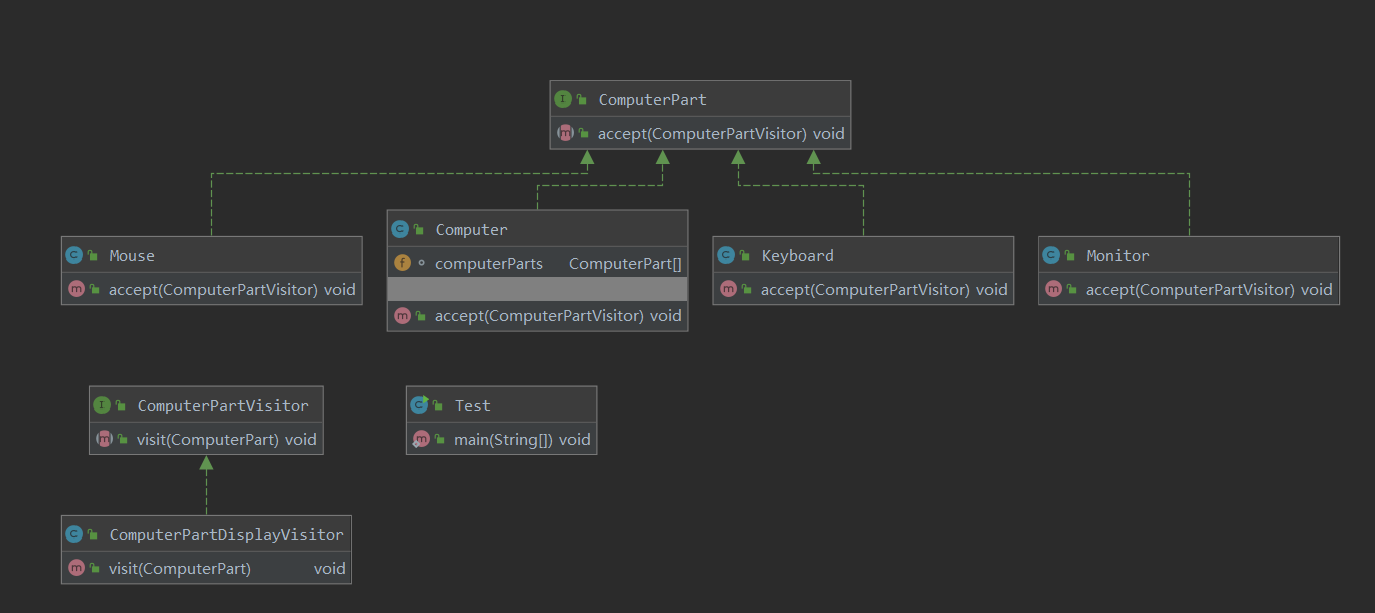 ComputerPart
accept(ComputerPartVisitor) void
Mouse
accept(ComputerPartVisitor) void
Computer
computerParts ComputerPart[]
accept(ComputerPartVisitor) void
Keyboard
accept(ComputerPartVisitor) void
Monitor
accept(ComputerPartVisitor) void
ComputerPartVisitor
visit(ComputerPart) void
Test
main(String[]) void
ComputerPartDisplayVisitor
visit(ComputerPart) void